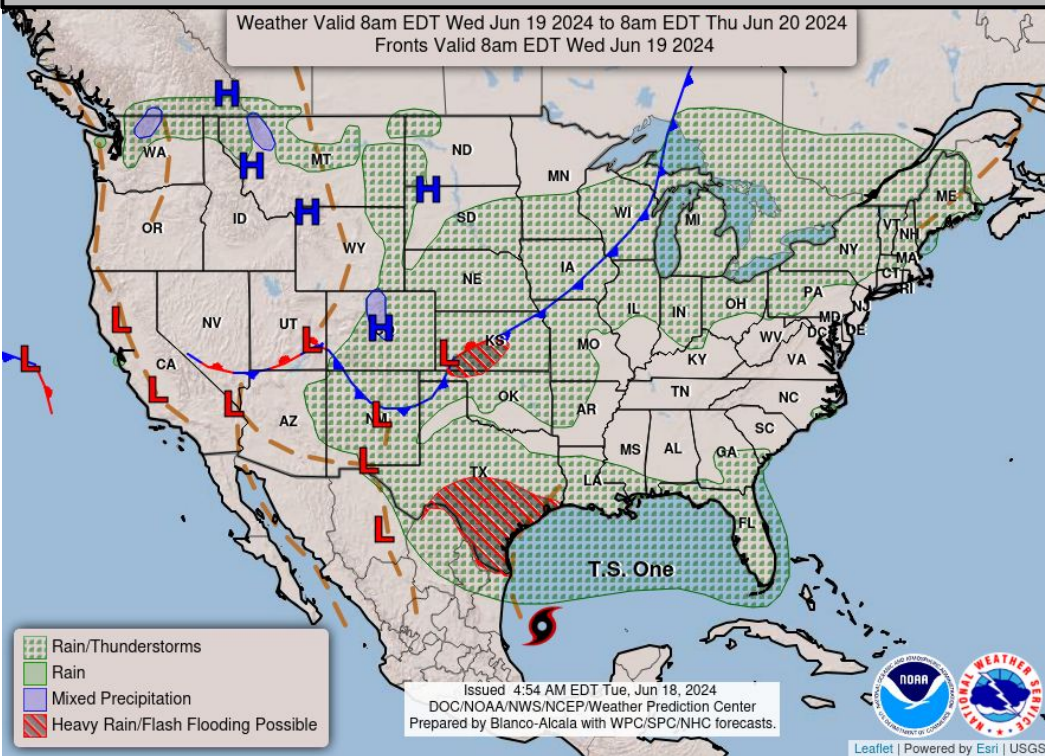 Weather Valid 8am EDT Wed Jun 19 2024 to 8am EDT Thu Jun 20 2024
Fronts Valid 8am EDT Wed Jun 19 2024
H
WA
MT
ND
H
MN
ME
ID
H
H
SD
WI
MI
VT
NH
OR
WY
NY
MA
CT
RI
NE
IA
PA
NJ
L
NV
UT
H
IL
IN
OH
MD
DE
DC
WV
L
L
L
KS
MO
KY
VA
CA
L
L
AZ
NM
L
OK
AR
TN
NC
SC
L
TX
MS
AL
GA
LA
L
FL
T.S. One
Rain/Thunderstorms
Rain
Mixed Precipitation
Heavy Rain/Flash Flooding Possible
Issued 4:54 AM EDT Tue, Jun 18, 2024
DOC/NOAA/NWS/NCEP/Weather Prediction Center
Prepared by Blanco-Alcala with WPC/SPC/NHC forecasts.
NOAA
NATIONAL WEATHER SERVICE
Leaflet | Powered by Esri | USGS